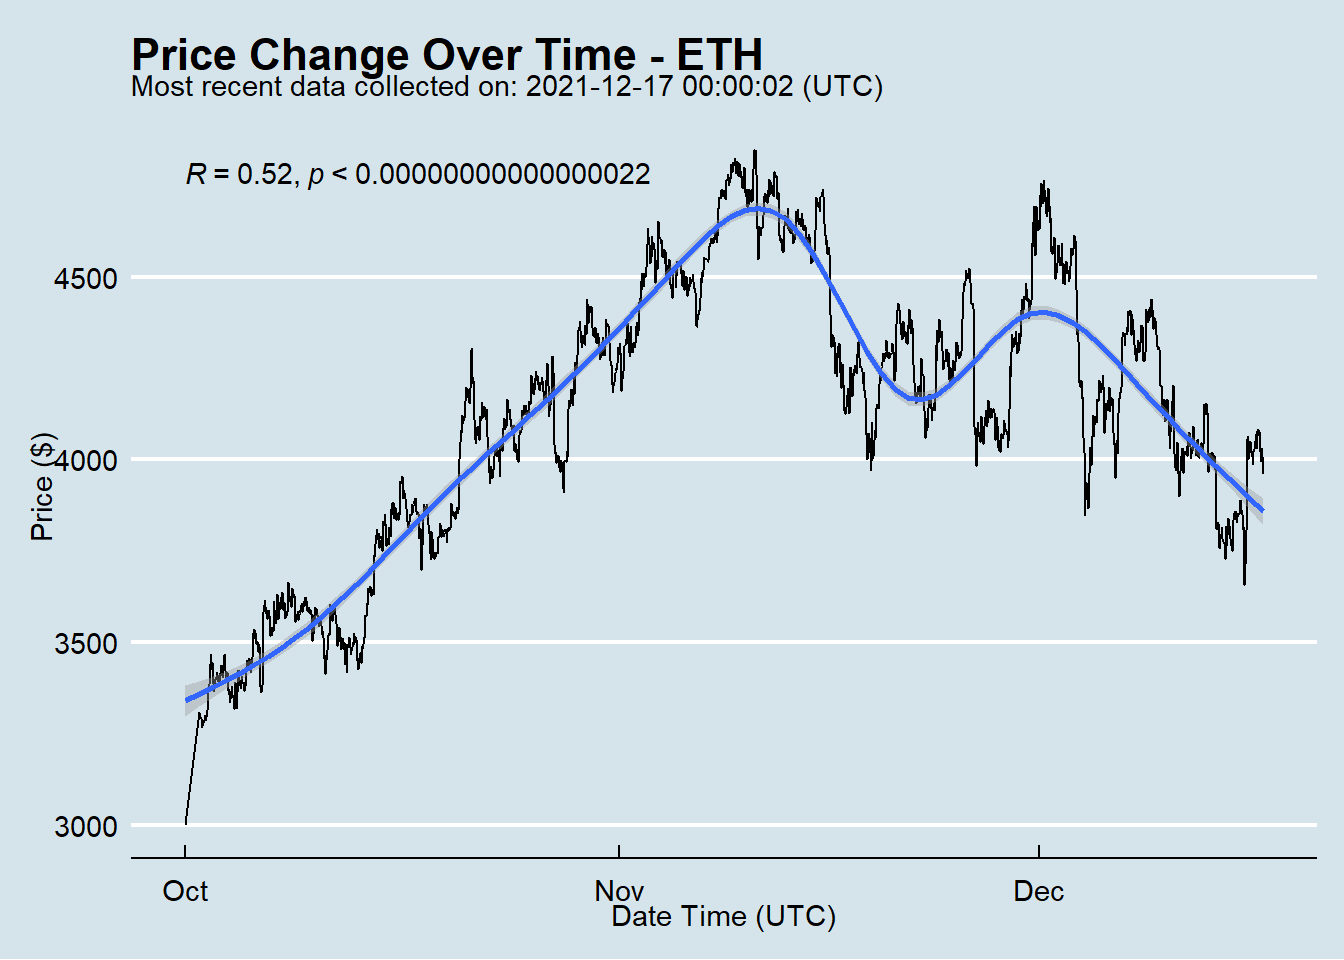 Price Change Over Time - ETH
Most recent data collected on: 2021-12-17 00:00:02 (UTC)
R = 0.52, p < 0.00000000000000022
4500
4000
3500
3000
Price ($)
Oct Nov Dec
Date Time (UTC)